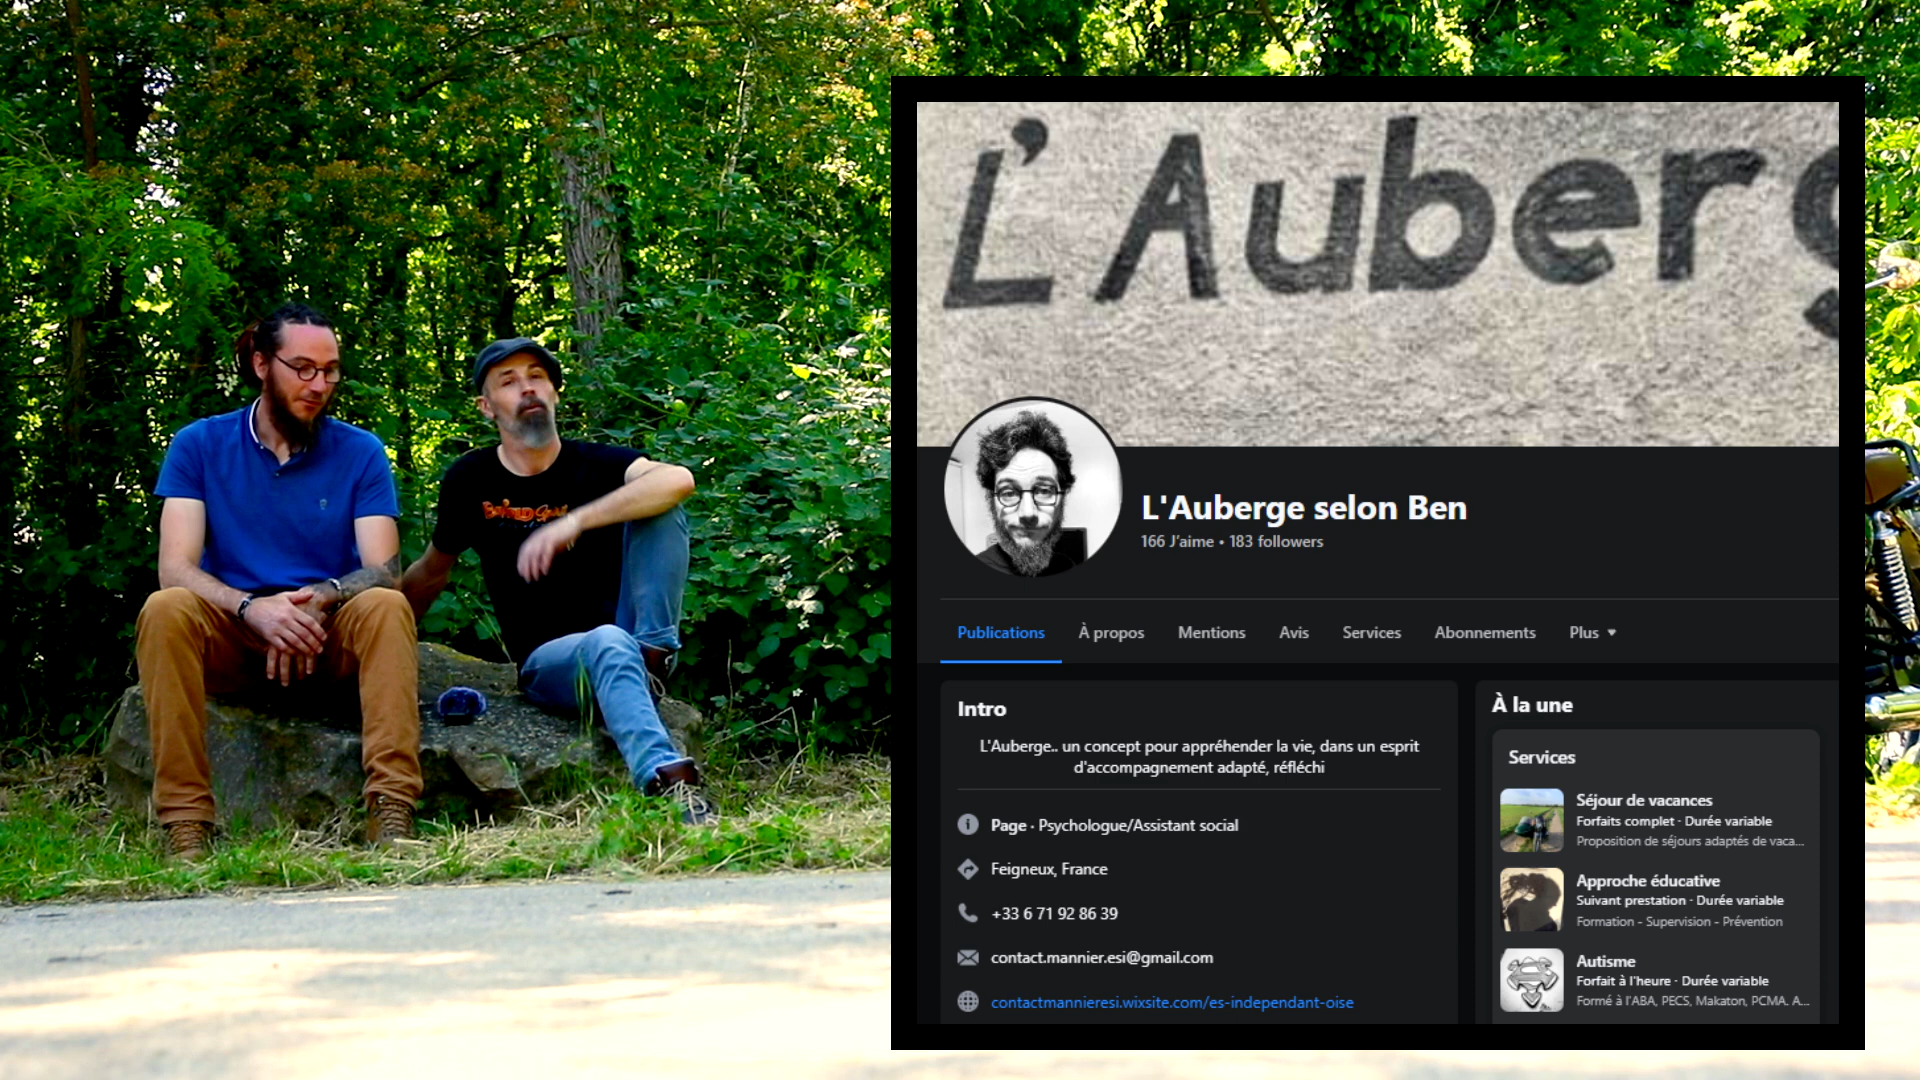 L'Auberg
L'Auberge selon Ben
166 J'aime • 183 followers
Publications À propos Mentions Avis Services Abonnements Plus
Intro
L'Auberge.. un concept pour appréhender la vie, dans un esprit
d'accompagnement adapté, réfléchi
Page · Psychologue/Assistant social
Feigneux, France
+33 6 71 92 86 39
contact.mannier.esi@gmail.com
contactmannieresi.wixsite.com/es-independant-oise
À la une
Services
Séjour de vacances
Forfaits complet · Durée variable
Proposition de séjours adaptés de vaca...
Approche éducative
Suivant prestation · Durée variable
Formation - Supervision - Prévention
Autisme
Forfait à l'heure · Durée variable
Formé à l'ABA, PECS, Makaton, PCMA. A...